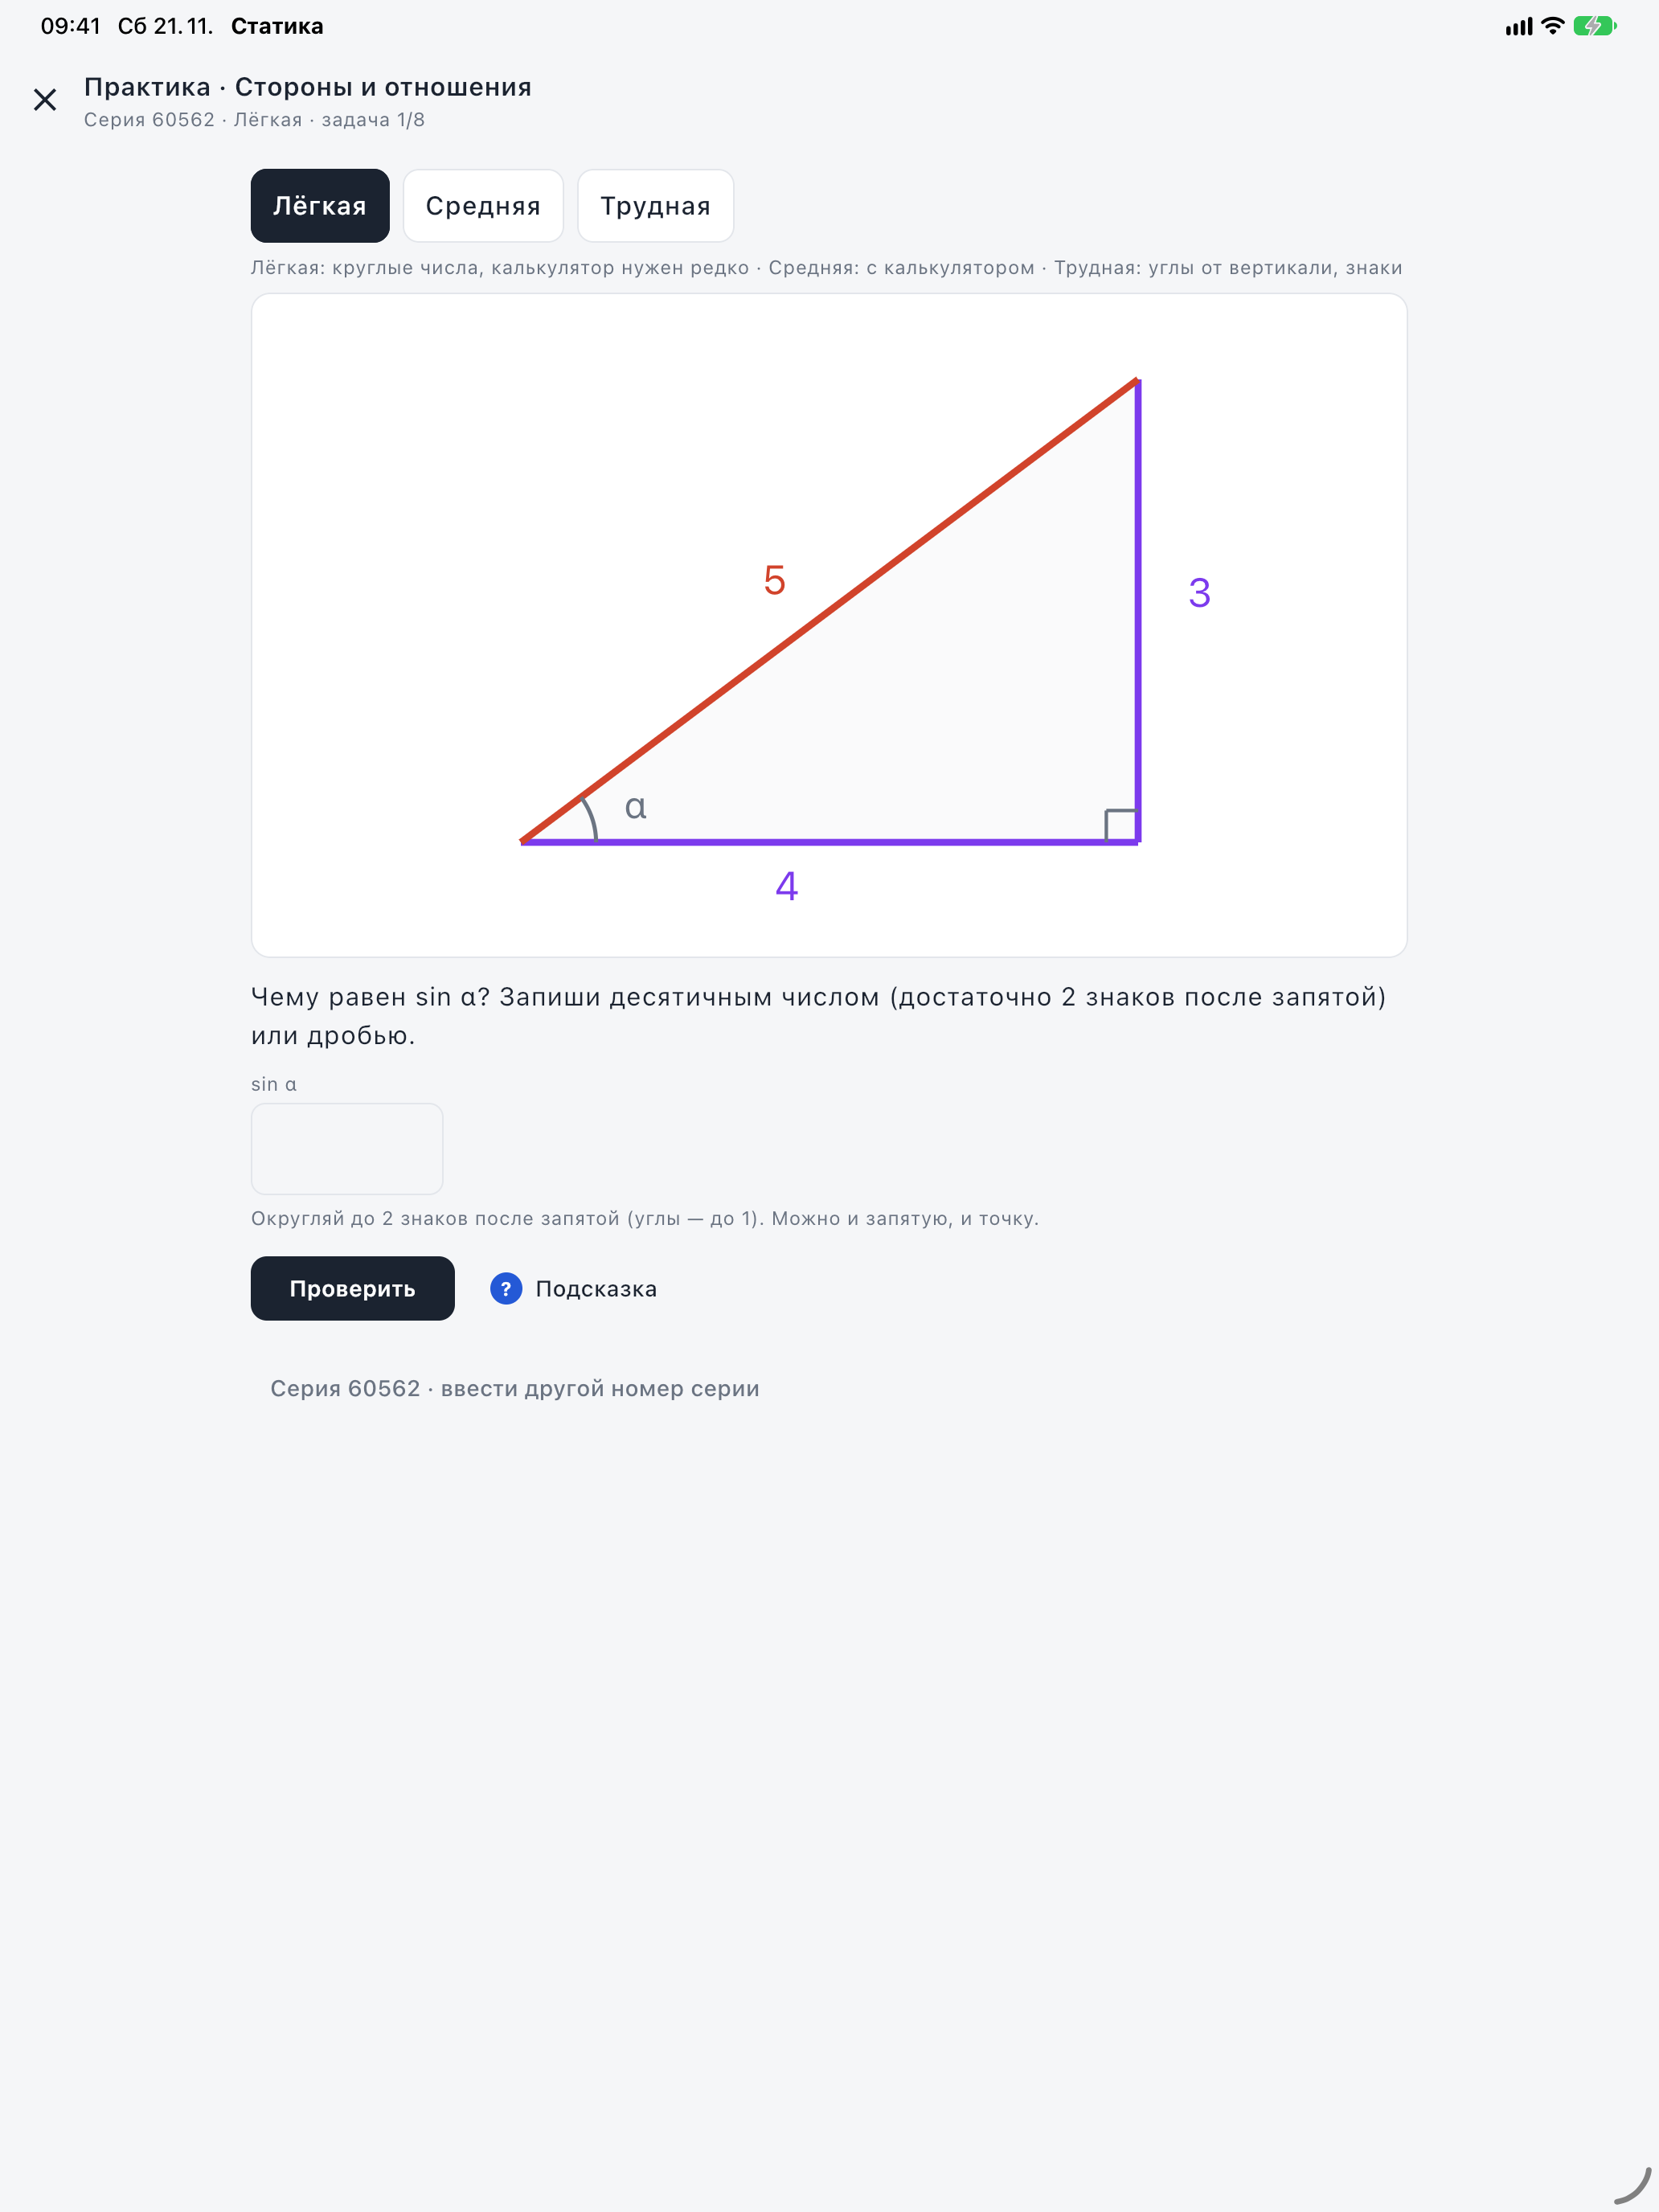 09:41 Сб 21.11. Статика
Практика · Стороны и отношения
Серия 60562 · Лёгкая · задача 1/8
Лёгкая Средняя Трудная
Лёгкая: круглые числа, калькулятор нужен редко · Средняя: с калькулятором · Трудная: углы от вертикали, знаки
5
3
α
4
Чему равен sin α? Запиши десятичным числом (достаточно 2 знаков после запятой)
или дробью.
sin α
Округляй до 2 знаков после запятой (углы — до 1). Можно и запятую, и точку.
Проверить ? Подсказка
Серия 60562 · ввести другой номер серии